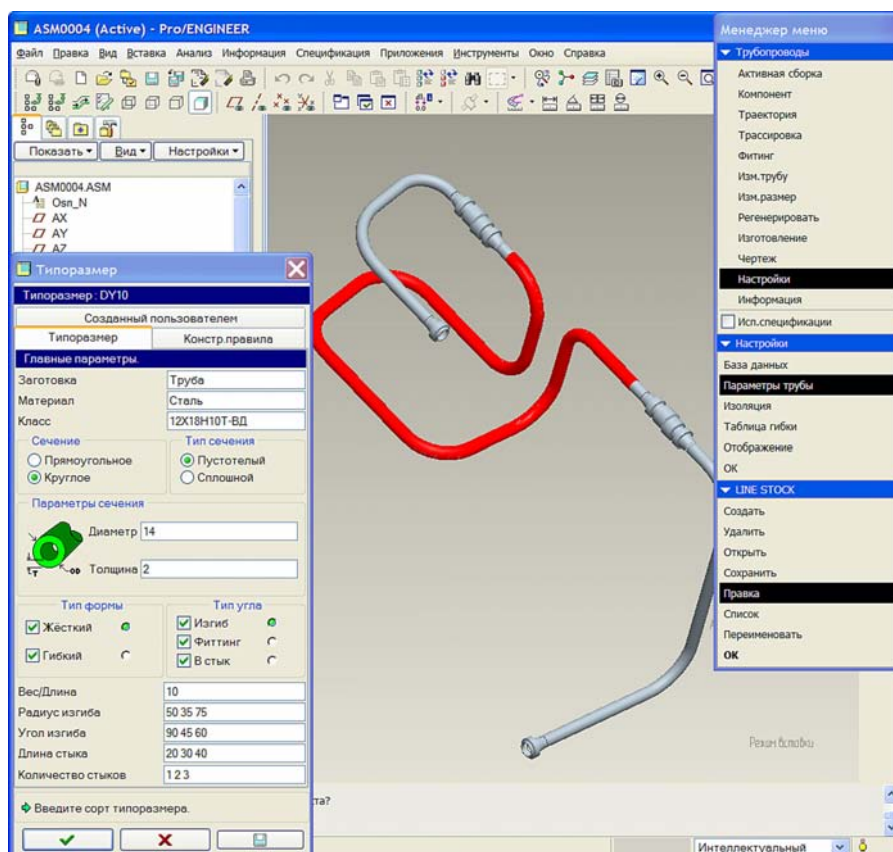 ASM0004 (Active) - Pro/ENGINEER
Файл Правка Вид Вставка Анализ Информация Спецификация Приложения Инструменты Окно Справка
Показать Вид Настройки
ASM0004.ASM
Osn_N
AX
AY
AZ
Типоразмер
Типоразмер : DY10
Созданный пользователем
Типоразмер Констр.правила
Главные параметры.
Заготовка Труба
Материал Сталь
Класс 12Х18Н10Т-ВД
Сечение Тип сечения
Прямоугольное Пустотелый
Круглое Сплошной
Параметры сечения
Диаметр 14
Толщина 2
Тип формы Тип угла
Жёсткий Изгиб
Фиттинг
Гибкий В стык
Вес/Длина 10
Радиус изгиба 50 35 75
Угол изгиба 90 45 60
Длина стыка 20 30 40
Количество стыков 1 2 3
Введите сорт типоразмера.
та?
Режим вставки
Интеллектуальный
Менеджер меню
Трубопроводы
Активная сборка
Компонент
Траектория
Трассировка
Фитинг
Изм.трубу
Изм.размер
Регенерировать
Изготовление
Чертеж
Настройки
Информация
Исп.спецификации
Настройки
База данных
Параметры трубы
Изоляция
Таблица гибки
Отображение
ОК
LINE STOCK
Создать
Удалить
Открыть
Сохранить
Правка
Список
Переименовать
ОК